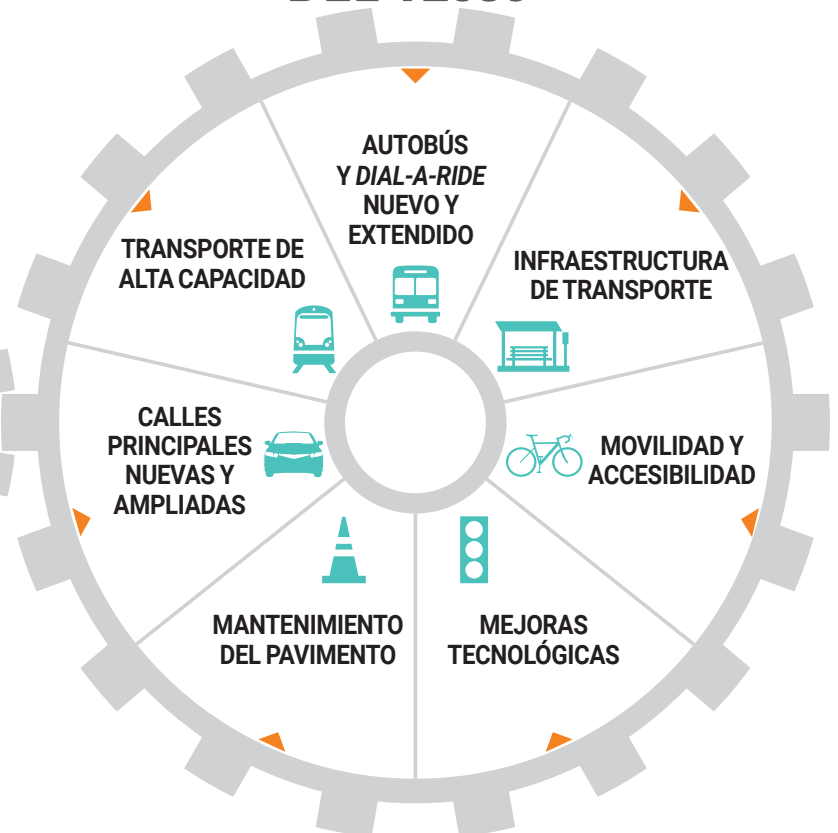 AUTOBÚS
Y DIAL-A-RIDE
NUEVO Y
EXTENDIDO
INFRAESTRUCTURA
DE TRANSPORTE
MOVILIDAD Y
ACCESIBILIDAD
MEJORAS
TECNOLÓGICAS
MANTENIMIENTO
DEL PAVIMENTO
CALLES
PRINCIPALES
NUEVAS Y
AMPLIADAS
TRANSPORTE DE
ALTA CAPACIDAD